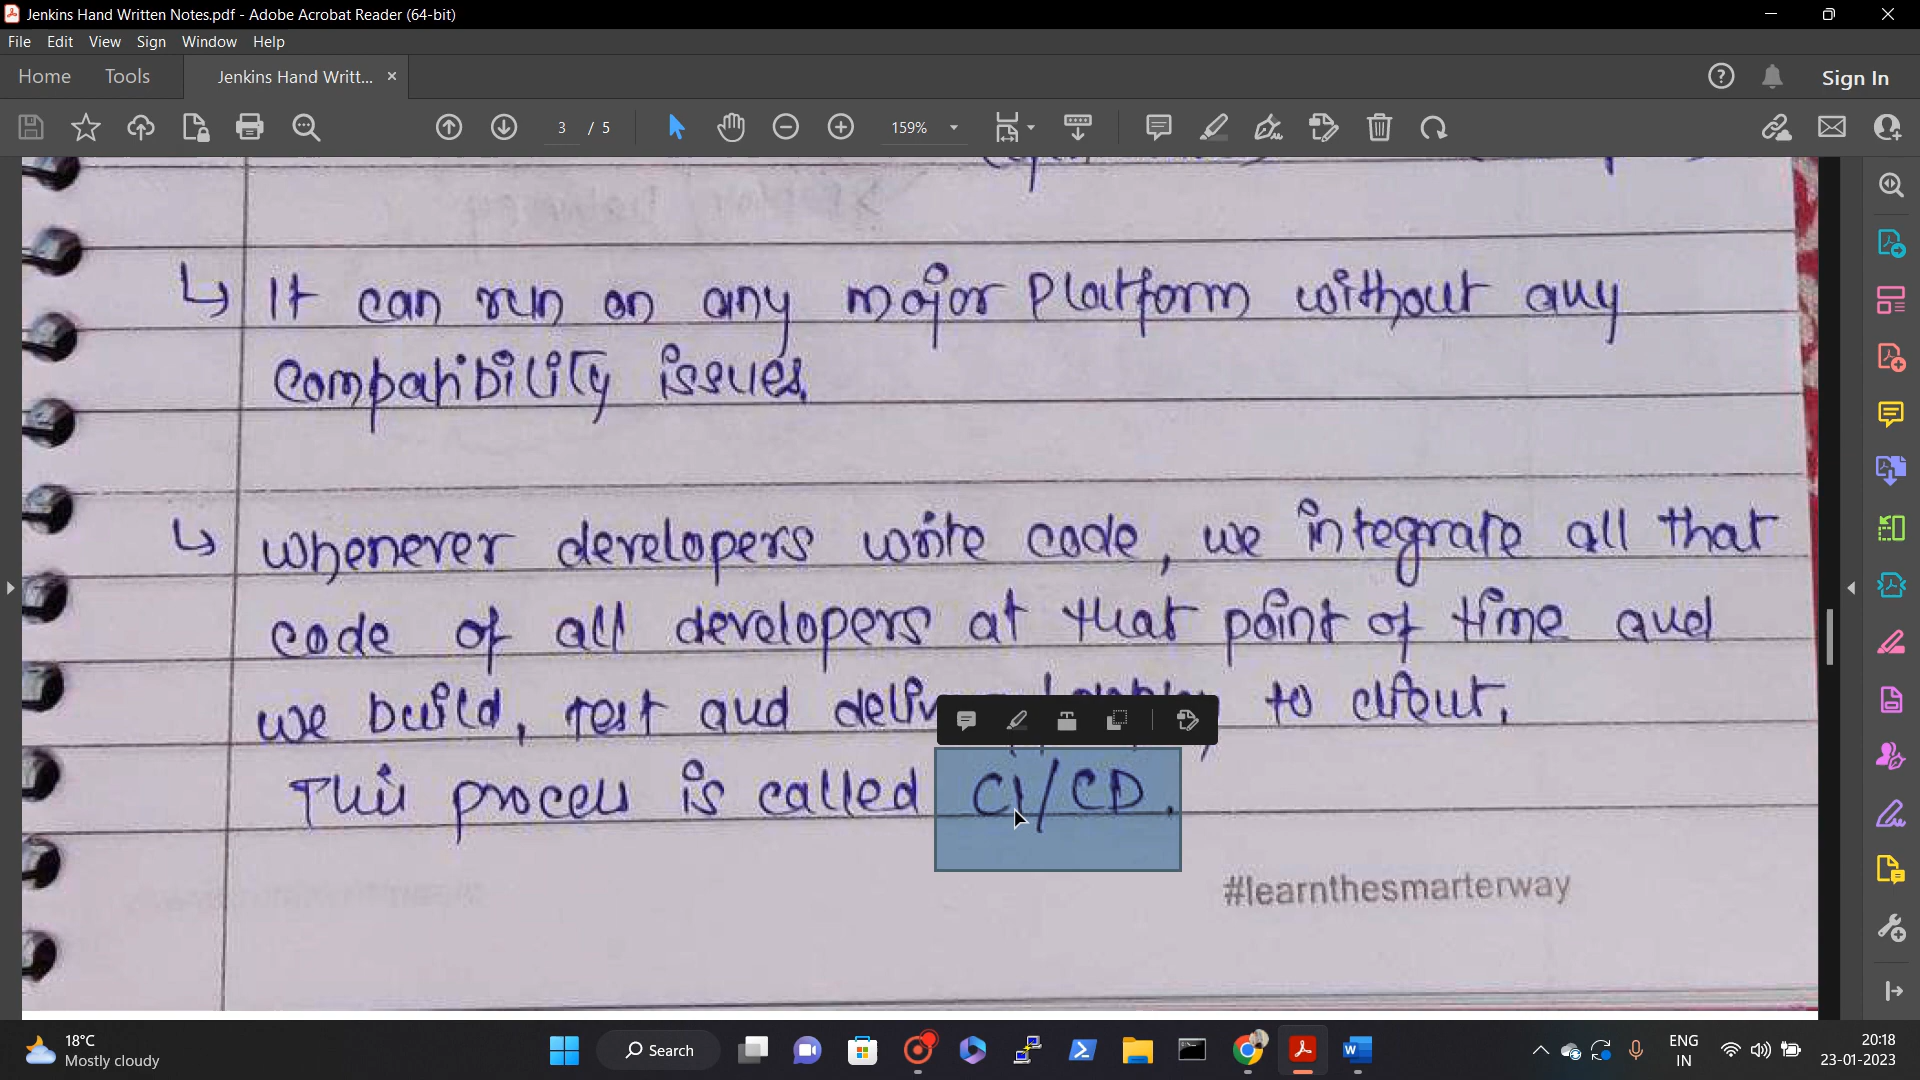 Jenkins Hand Written Notes.pdf - Adobe Acrobat Reader (64-bit)
File Edit View Sign Window Help
Home Tools Jenkins Hand Writt... × Sign In
3 / 5 159%
It can run on any major Platform without any
Compatibility issues.
Whenever developers write code, we integrate all that
code of all developers at that point of time and
we build, test and to client.
This process is called CI/CD.
#learnthesmarterway
18°C
Mostly cloudy
Search
ENG
IN
20:18
23-01-2023